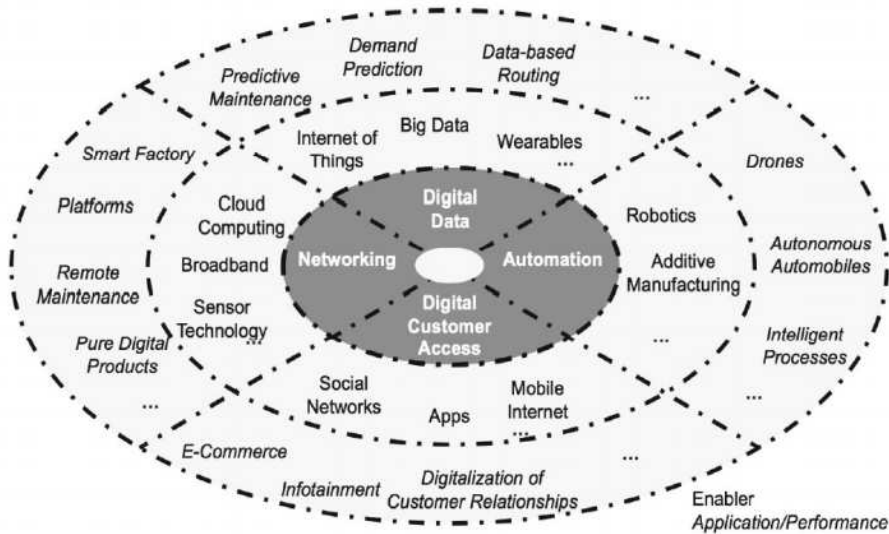 Demand
Prediction
Data-based
Routing
Predictive
Maintenance
...
Big Data
Internet of
Things
Wearables
...
Smart Factory
Drones
Platforms
Cloud
Computing
Digital
Data
Robotics
Broadband
Networking
Automation
Additive
Manufacturing
Autonomous
Automobiles
Remote
Maintenance
Sensor
Technology
...
Digital
Customer
Access
...
Pure Digital
Products
...
Intelligent
Processes
...
Social
Networks
Apps
Mobile
Internet
...
E-Commerce
Infotainment
Digitalization of
Customer Relationships
...
Enabler
Application/Performance